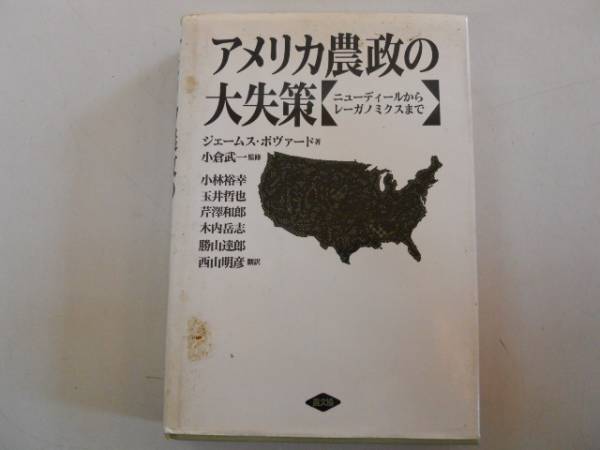 アメリカ農政の
大失策【ニューディールから
レーガノミクスまで】
ジェームス・ボヴァード著
小倉武一監修
小林裕幸
玉井哲也
芹澤和郎
木内岳志
勝山達郎
西山明彦翻訳
農文協